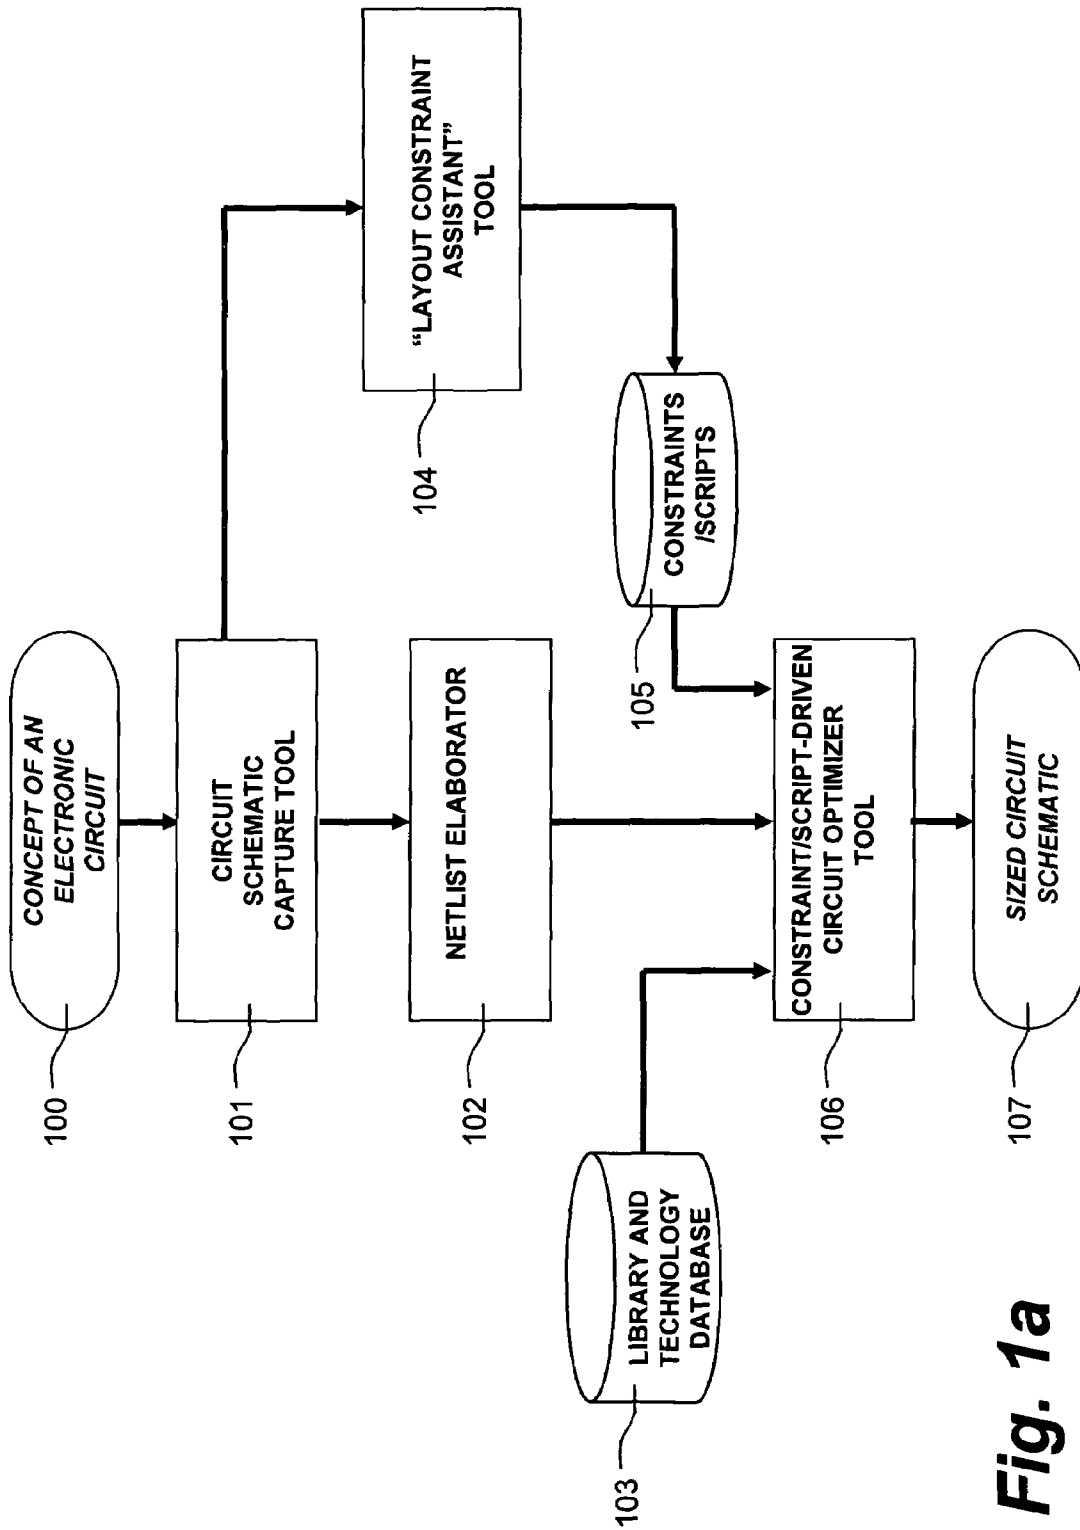 CONCEPT OF AN
ELECTRONIC
CIRCUIT
100
CIRCUIT
SCHEMATIC
CAPTURE TOOL
101
NETLIST ELABORATOR
102
LIBRARY AND
TECHNOLOGY
DATABASE
103
“LAYOUT CONSTRAINT
ASSISTANT”
TOOL
104
CONSTRAINTS
/SCRIPTS
105
CONSTRAINT/SCRIPT-DRIVEN
CIRCUIT OPTIMIZER
TOOL
106
SIZED CIRCUIT
SCHEMATIC
107
Fig. 1a